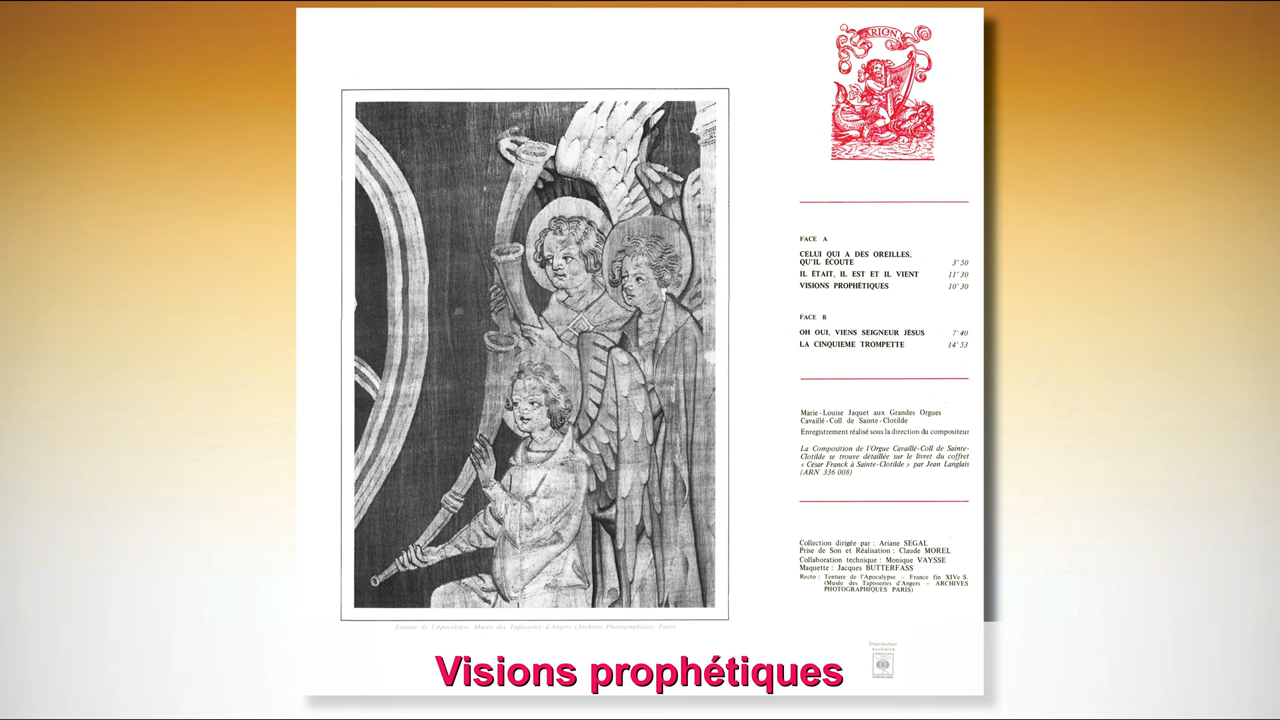 ARION
FACE A
CELUI QUI A DES OREILLES,
QU'IL ÉCOUTE 3' 50
IL ÉTAIT, IL EST ET IL VIENT 11' 30
VISIONS PROPHÉTIQUES 10' 30
FACE B
OH OUI, VIENS SEIGNEUR JÉSUS 7' 40
LA CINQUIEME TROMPETTE 14' 53
Marie-Louise Jaquet aux Grandes Orgues
Cavaillé-Coll de Sainte-Clotilde
Enregistrement réalisé sous la direction du compositeur
La Composition de l'Orgue Cavaillé-Coll de Sainte-
Clotilde se trouve détaillée sur le livret du coffret
« César Franck à Sainte-Clotilde » par Jean Langlais
(ARN 336 008)
Collection dirigée par : Ariane SEGAL
Prise de Son et Réalisation : Claude MOREL
Collaboration technique : Monique VAYSSE
Maquette : Jacques BUTTERFASS
Recto : Tenture de l'Apocalypse – France fin XIVe S.
(Musée des Tapisseries d'Angers – ARCHIVES
PHOTOGRAPHIQUES PARIS)
Tenture de l'Apocalypse. Musée des Tapisseries d'Angers (Archives Photographiques Paris)
Distribution
exclusive
Visions prophétiques